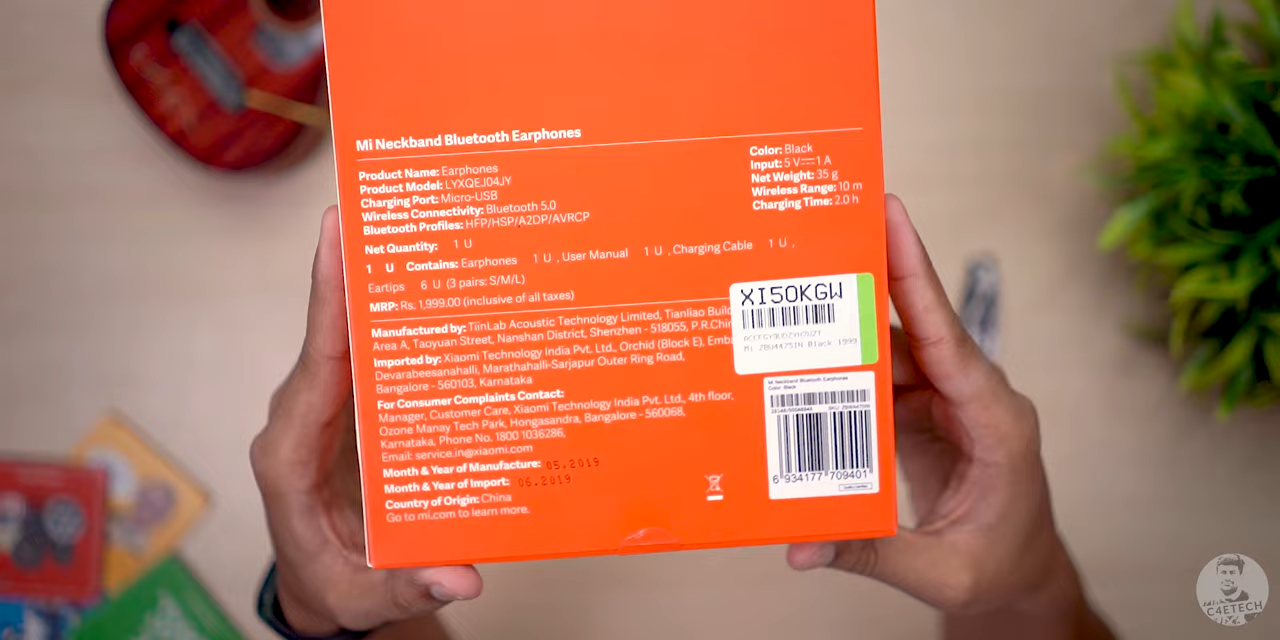 Mi Neckband Bluetooth Earphones
Product Name: Earphones
Product Model: LYXQEJ04JY
Charging Port: Micro-USB
Wireless Connectivity: Bluetooth 5.0
Bluetooth Profiles: HFP/HSP/A2DP/AVRCP
Color: Black
Input: 5 V⎓1 A
Net Weight: 35 g
Wireless Range: 10 m
Charging Time: 2.0 h
Net Quantity: 1 U
1 U Contains: Earphones 1 U , User Manual 1 U , Charging Cable 1 U ,
Eartips 6 U (3 pairs: S/M/L)
MRP: Rs. 1,999.00 (inclusive of all taxes)
Manufactured by: TiinLab Acoustic Technology Limited, Tianliao Build
Area A, Taoyuan Street, Nanshan District, Shenzhen - 518055, P.R.Chin
Imported by: Xiaomi Technology India Pvt. Ltd., Orchid (Block E), Emba
Devarabeesanahalli, Marathahalli-Sarjapur Outer Ring Road,
Bangalore - 560103, Karnataka
For Consumer Complaints Contact:
Manager, Customer Care, Xiaomi Technology India Pvt. Ltd., 4th floor,
Ozone Manay Tech Park, Hongasandra, Bangalore - 560068,
Karnataka, Phone No. 1800 1036286,
Email: service.in@xiaomi.com
Month & Year of Manufacture: 05.2019
Month & Year of Import: 06.2019
Country of Origin: China
Go to mi.com to learn more.
XI50KGW
Mi ZBW4475IN Black 1999
Mi Neckband Bluetooth Earphones
Color: Black
6 934177 709401
C4ETECH